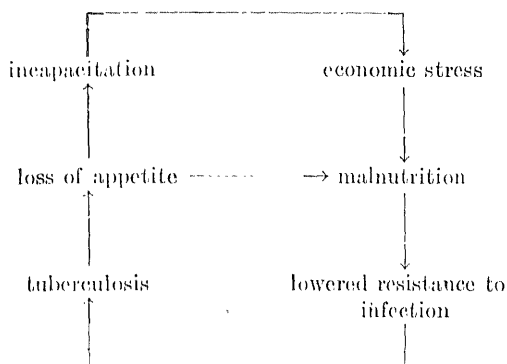 incapacitation economic stress
loss of appetite malnutrition
tuberculosis lowered resistance to
infection